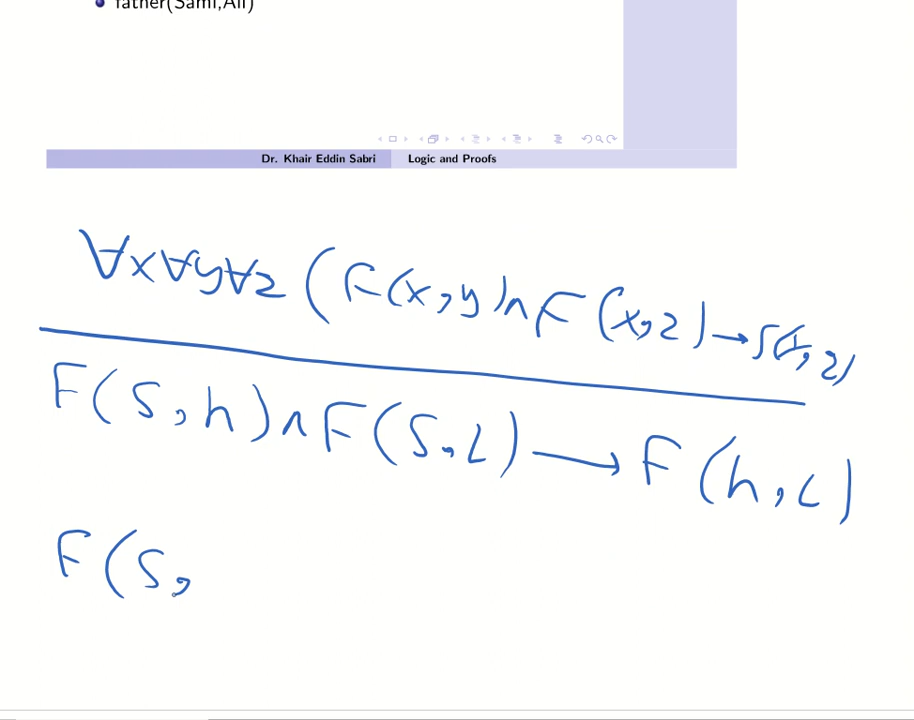 father(Sami,Ali)
Dr. Khair Eddin Sabri Logic and Proofs
∀x∀y∀z (F(x,y)∧F(x,z)→S(y,z)
F(S,h)∧F(S,L)→F(h,L)
F(S,